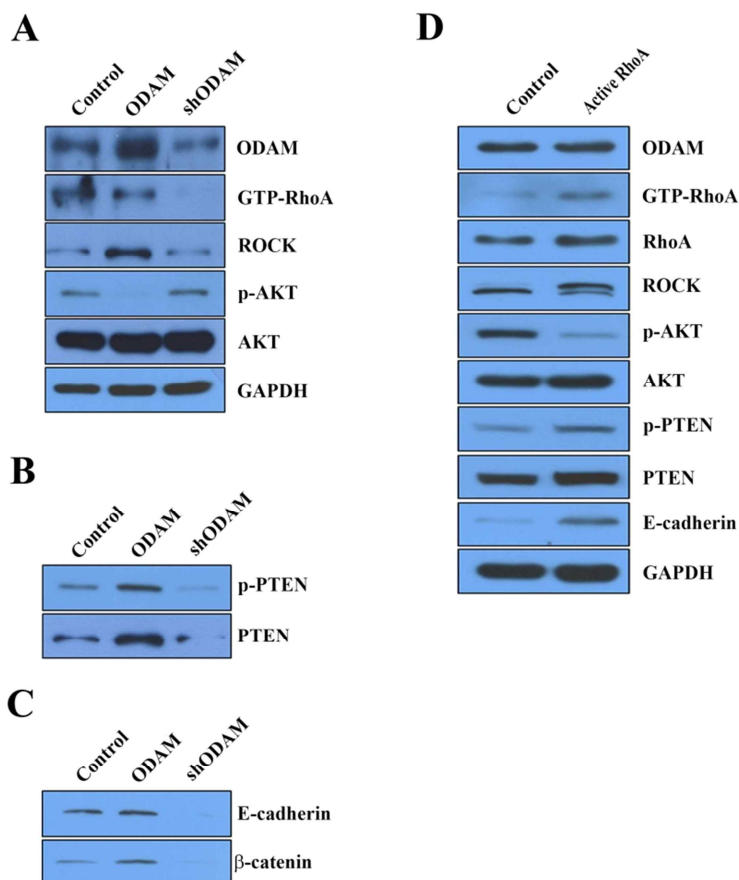 A
Control ODAM shODAM
ODAM
GTP-RhoA
ROCK
p-AKT
AKT
GAPDH
B
Control ODAM shODAM
p-PTEN
PTEN
C
Control ODAM shODAM
E-cadherin
β-catenin
D
Control Active RhoA
ODAM
GTP-RhoA
RhoA
ROCK
p-AKT
AKT
p-PTEN
PTEN
E-cadherin
GAPDH